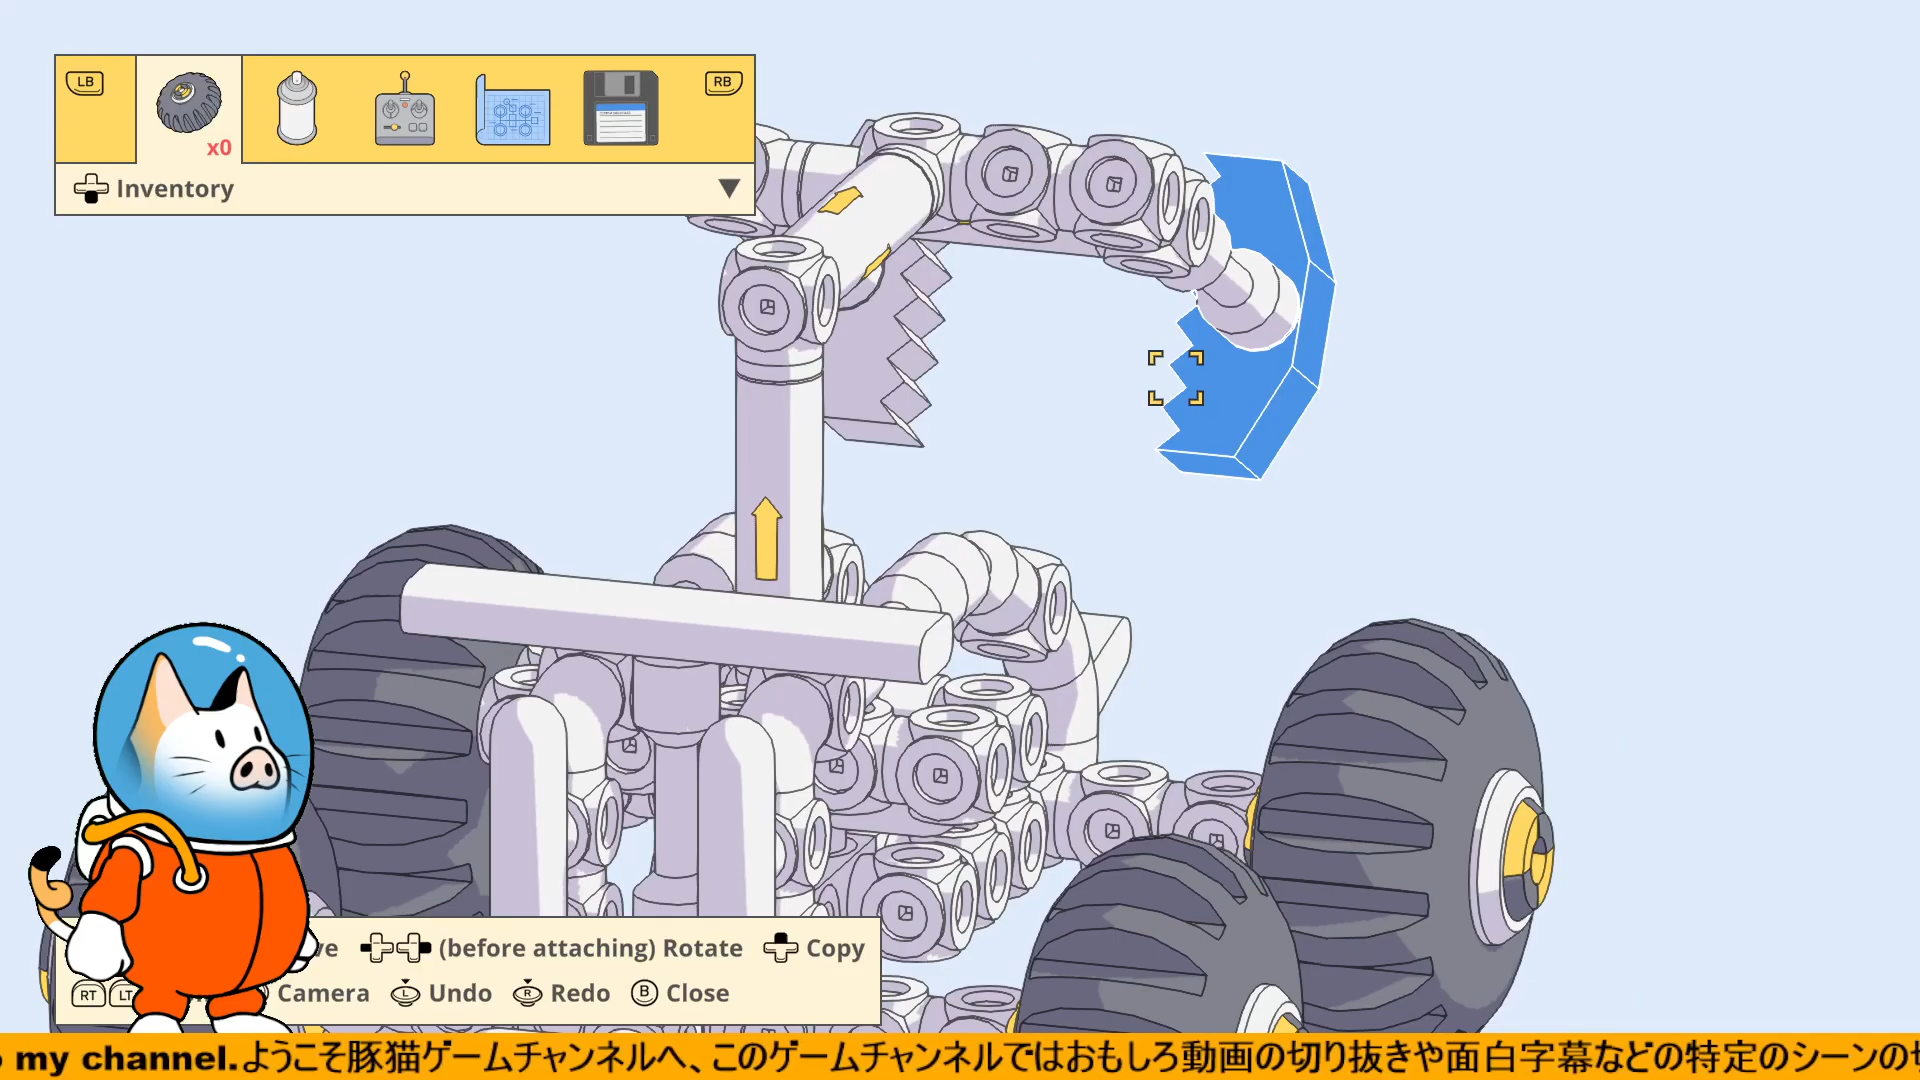 LB
RB
x0
Inventory
ve (before attaching) Rotate Copy
RT LT Camera L Undo R Redo B Close
my channel.ようこそ豚猫ゲームチャンネルへ、このゲームチャンネルではおもしろ動画の切り抜きや面白字幕などの特定のシーンの